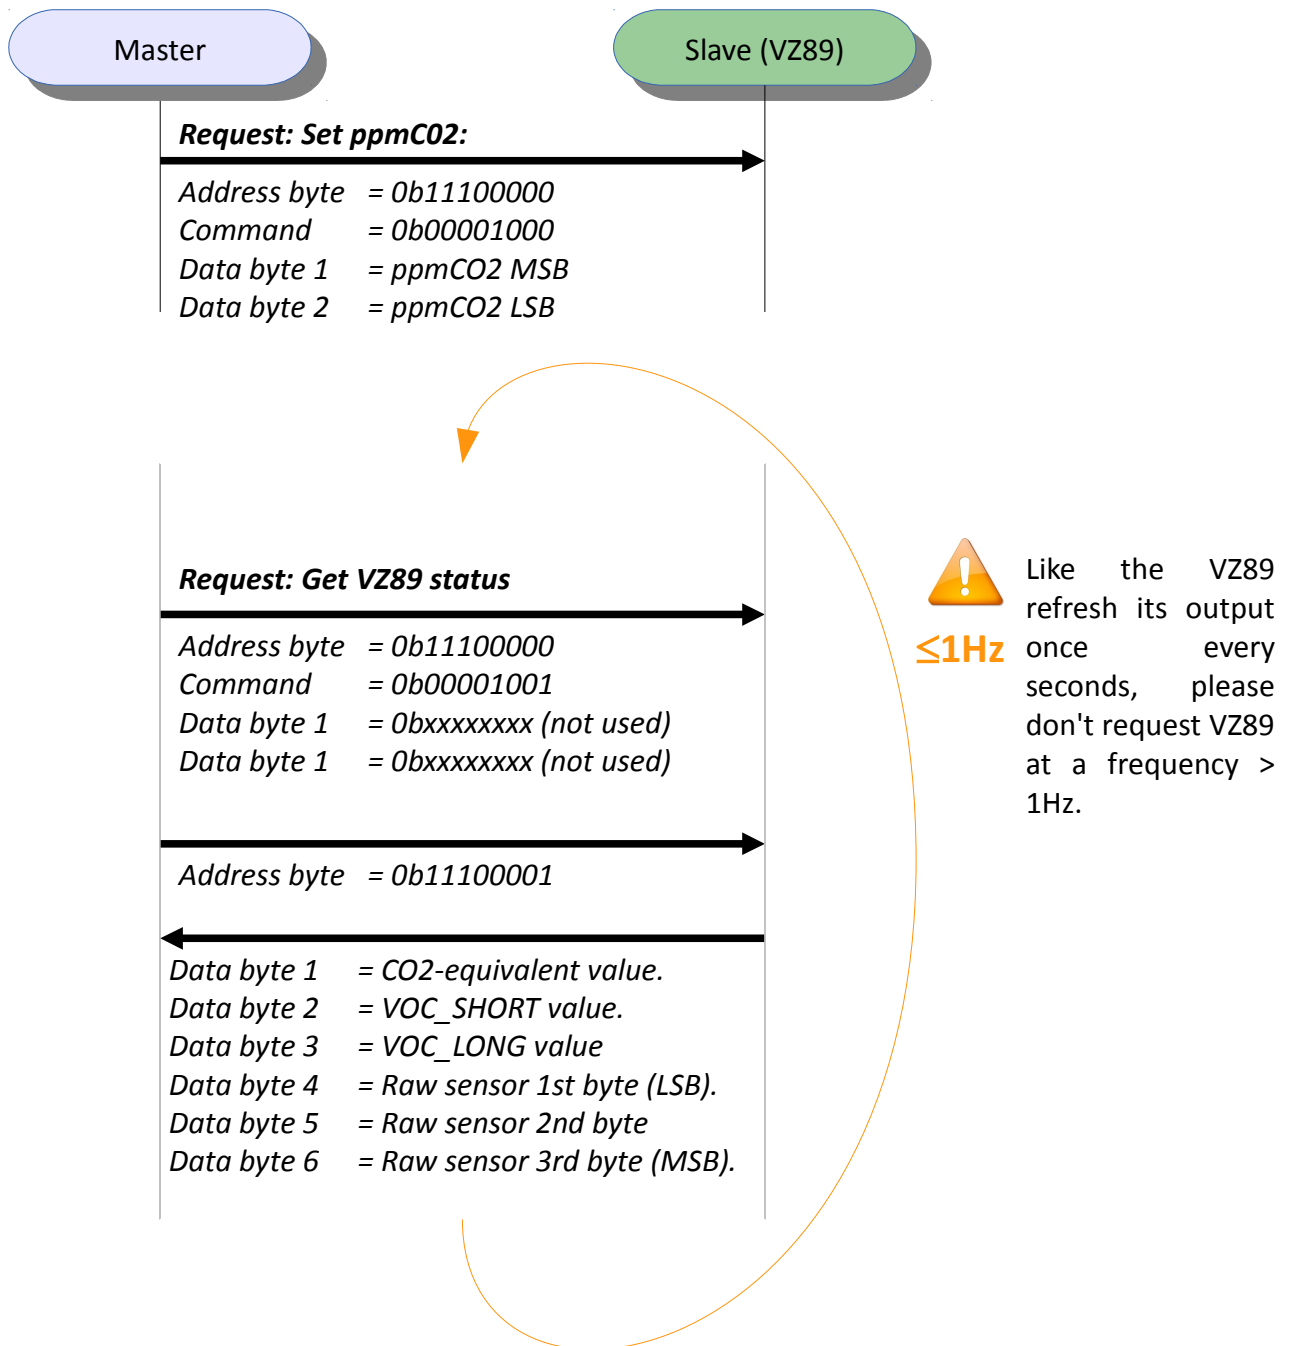 Master
Slave (VZ89)
Request: Set ppmC02:
Address byte = 0b11100000
Command = 0b00001000
Data byte 1 = ppmCO2 MSB
Data byte 2 = ppmCO2 LSB
Request: Get VZ89 status
Address byte = 0b11100000
Command = 0b00001001
Data byte 1 = 0bxxxxxxxx (not used)
Data byte 1 = 0bxxxxxxxx (not used)
Address byte = 0b11100001
Data byte 1 = CO2-equivalent value.
Data byte 2 = VOC_SHORT value.
Data byte 3 = VOC_LONG value
Data byte 4 = Raw sensor 1st byte (LSB).
Data byte 5 = Raw sensor 2nd byte
Data byte 6 = Raw sensor 3rd byte (MSB).
!
≤1Hz
Like the VZ89
refresh its output
once every
seconds, please
don't request VZ89
at a frequency >
1Hz.